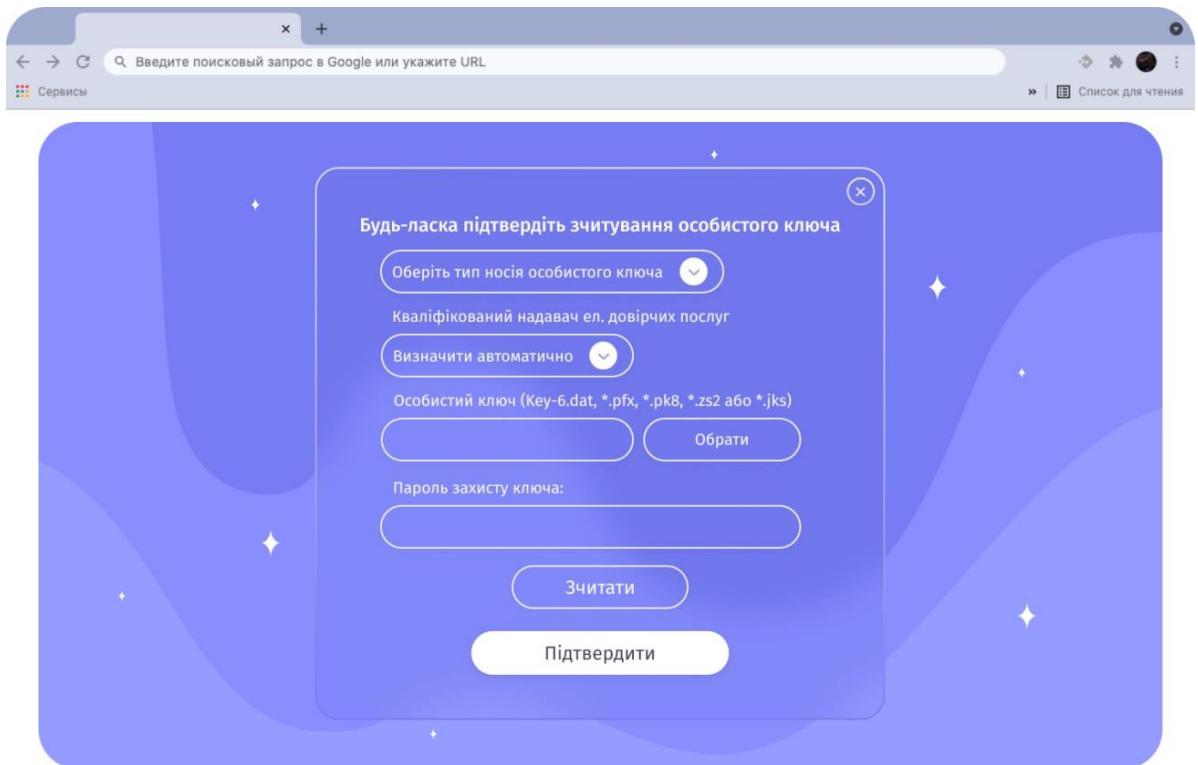 Введите поисковый запрос в Google или укажите URL
Сервисы
Список для чтения
Будь-ласка підтвердіть зчитування особистого ключа
Оберіть тип носія особистого ключа
Кваліфікований надавач ел. довірчих послуг
Визначити автоматично
Особистий ключ (Key-6.dat, *.pfx, *.pk8, *.zs2 або *.jks)
Обрати
Пароль захисту ключа:
Зчитати
Підтвердити